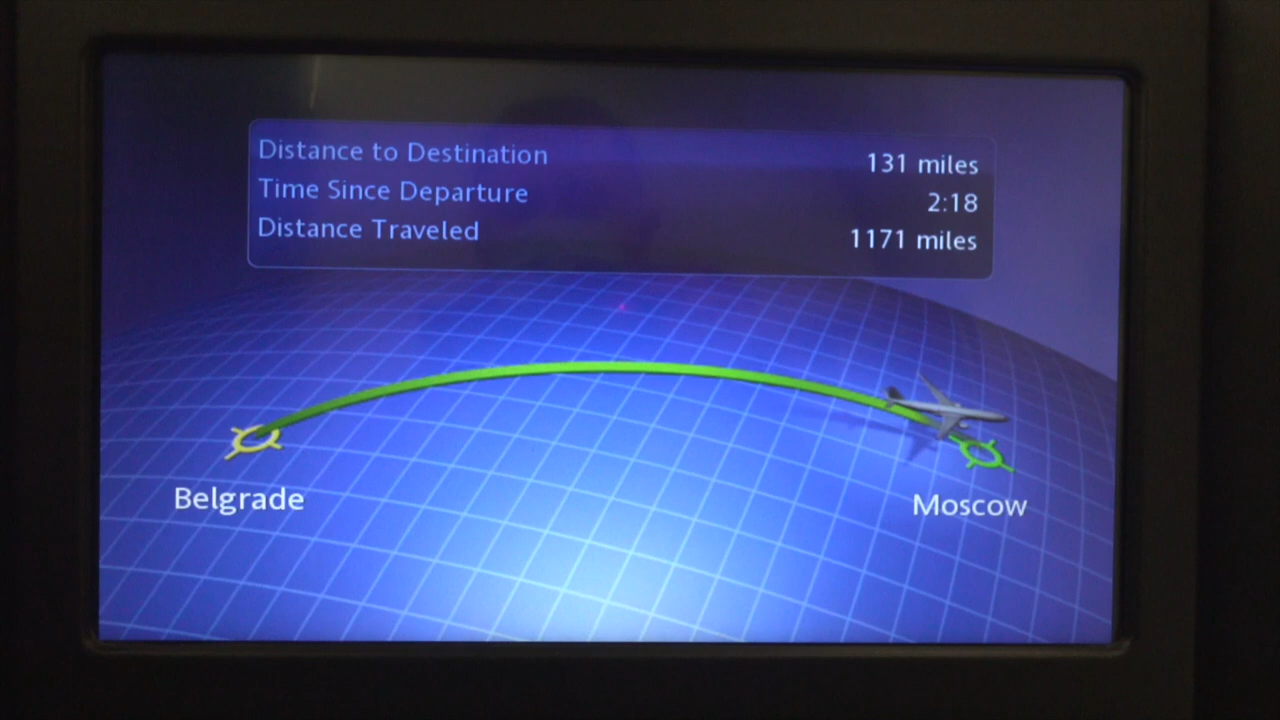 Distance to Destination 131 miles
Time Since Departure 2:18
Distance Traveled 1171 miles
Belgrade
Moscow